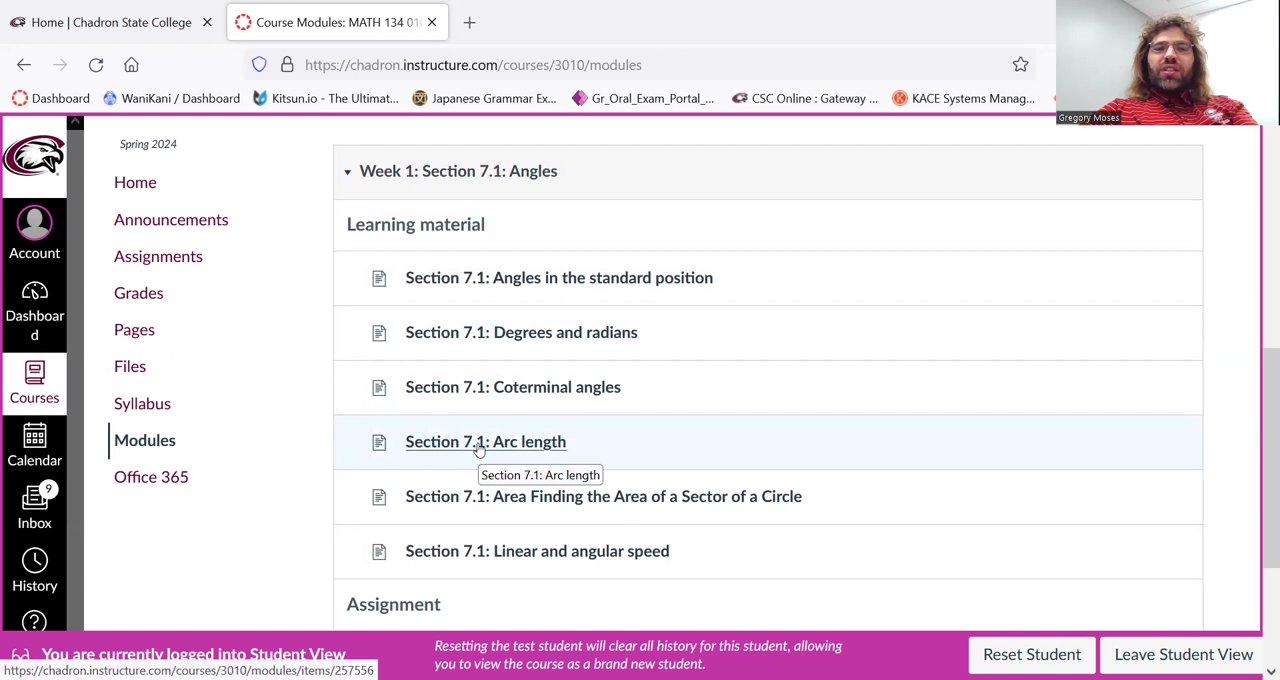 Home | Chadron State College
Course Modules: MATH 134 01
https://chadron.instructure.com/courses/3010/modules
Dashboard
WaniKani / Dashboard
Kitsun.io - The Ultimat...
Japanese Grammar Ex...
Gr_Oral_Exam_Portal_...
CSC Online : Gateway ...
KACE Systems Manag...
Gregory Moses
Account
Dashboar
d
Courses
Calendar
9
Inbox
History
Spring 2024
Home
Announcements
Assignments
Grades
Pages
Files
Syllabus
Modules
Office 365
Week 1: Section 7.1: Angles
Learning material
Section 7.1: Angles in the standard position
Section 7.1: Degrees and radians
Section 7.1: Coterminal angles
Section 7.1: Arc length
Section 7.1: Arc length
Section 7.1: Area Finding the Area of a Sector of a Circle
Section 7.1: Linear and angular speed
Assignment
You are currently logged into Student View
Resetting the test student will clear all history for this student, allowing
you to view the course as a brand new student.
Reset Student
Leave Student View
https://chadron.instructure.com/courses/3010/modules/items/257556